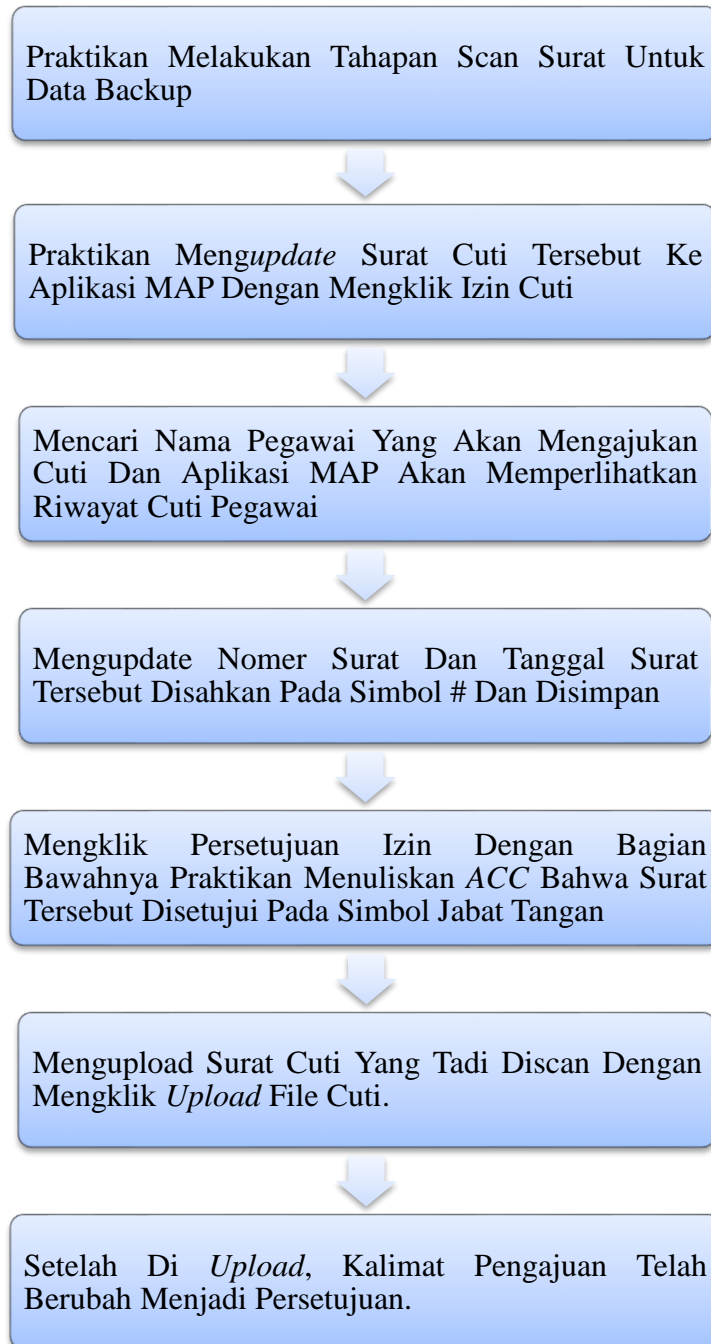 Praktikan Melakukan Tahapan Scan Surat Untuk
Data Backup
Praktikan Mengupdate Surat Cuti Tersebut Ke
Aplikasi MAP Dengan Mengklik Izin Cuti
Mencari Nama Pegawai Yang Akan Mengajukan
Cuti Dan Aplikasi MAP Akan Memperlihatkan
Riwayat Cuti Pegawai
Mengupdate Nomer Surat Dan Tanggal Surat
Tersebut Disahkan Pada Simbol # Dan Disimpan
Mengklik Persetujuan Izin Dengan Bagian
Bawahnya Praktikan Menuliskan ACC Bahwa Surat
Tersebut Disetujui Pada Simbol Jabat Tangan
Mengupload Surat Cuti Yang Tadi Discan Dengan
Mengklik Upload File Cuti.
Setelah Di Upload, Kalimat Pengajuan Telah
Berubah Menjadi Persetujuan.